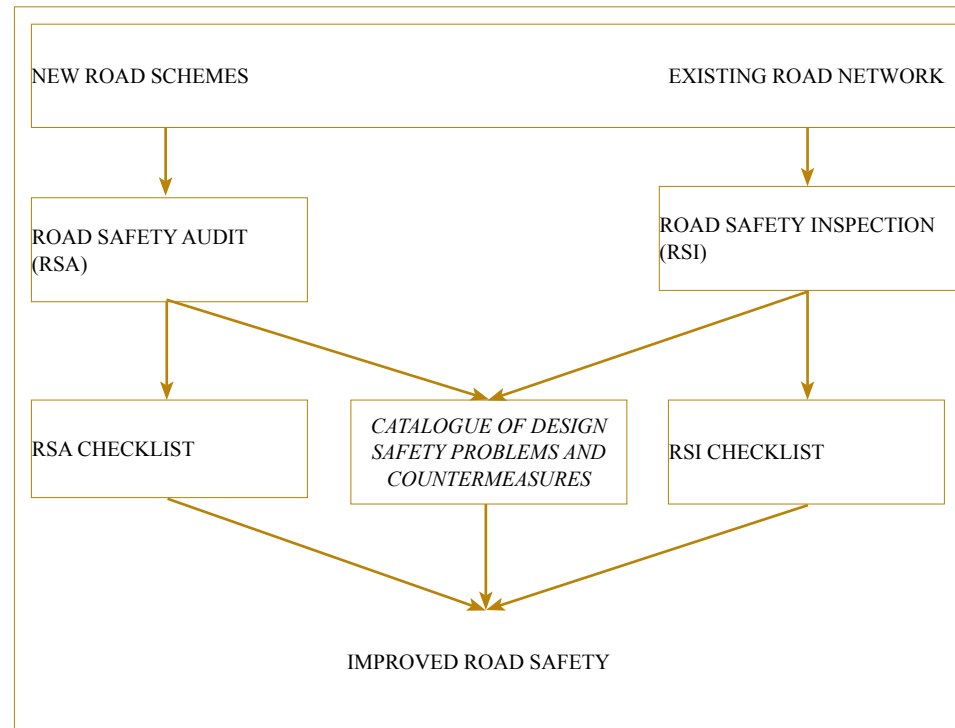 NEW ROAD SCHEMES
EXISTING ROAD NETWORK
ROAD SAFETY AUDIT
(RSA)
ROAD SAFETY INSPECTION
(RSI)
RSA CHECKLIST
CATALOGUE OF DESIGN
SAFETY PROBLEMS AND
COUNTERMEASURES
RSI CHECKLIST
IMPROVED ROAD SAFETY